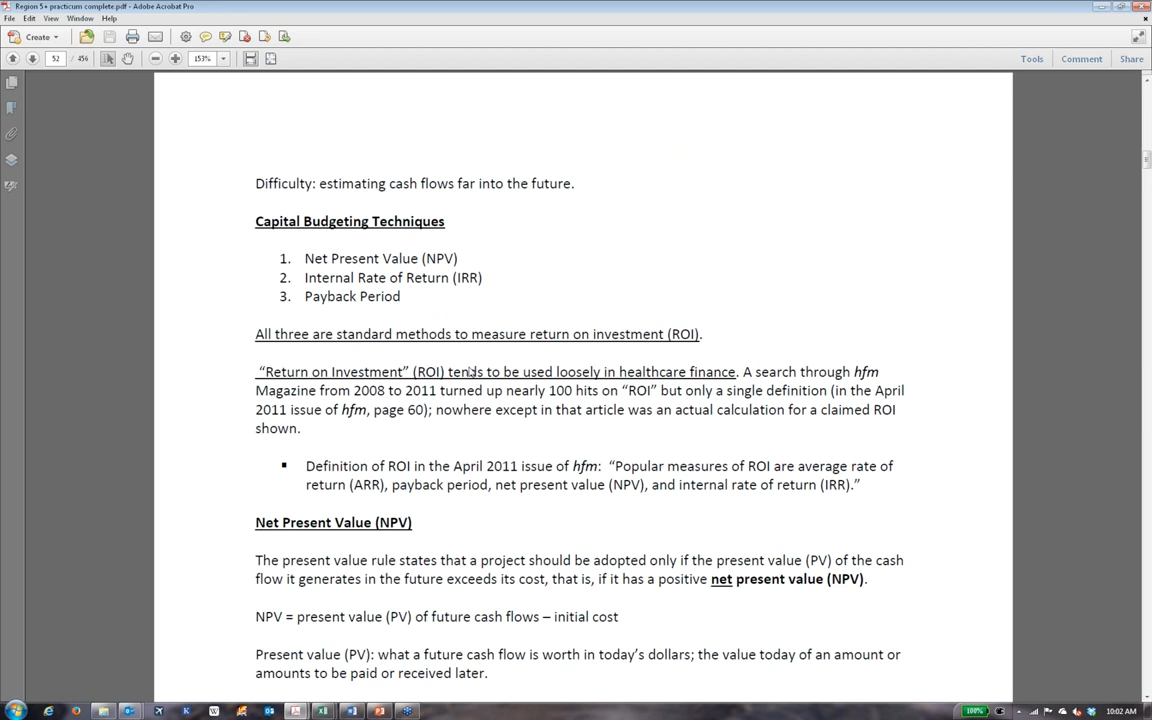 Region 5+ practicum complete.pdf - Adobe Acrobat Pro
File Edit View Window Help
Create
52 / 456 153% Tools Comment Share
Difficulty: estimating cash flows far into the future.
Capital Budgeting Techniques
1. Net Present Value (NPV)
2. Internal Rate of Return (IRR)
3. Payback Period
All three are standard methods to measure return on investment (ROI).
“Return on Investment” (ROI) tends to be used loosely in healthcare finance. A search through hfm
Magazine from 2008 to 2011 turned up nearly 100 hits on “ROI” but only a single definition (in the April
2011 issue of hfm, page 60); nowhere except in that article was an actual calculation for a claimed ROI
shown.
▪ Definition of ROI in the April 2011 issue of hfm: “Popular measures of ROI are average rate of
return (ARR), payback period, net present value (NPV), and internal rate of return (IRR).”
Net Present Value (NPV)
The present value rule states that a project should be adopted only if the present value (PV) of the cash
flow it generates in the future exceeds its cost, that is, if it has a positive net present value (NPV).
NPV = present value (PV) of future cash flows – initial cost
Present value (PV): what a future cash flow is worth in today’s dollars; the value today of an amount or
amounts to be paid or received later.
100% 10:02 AM